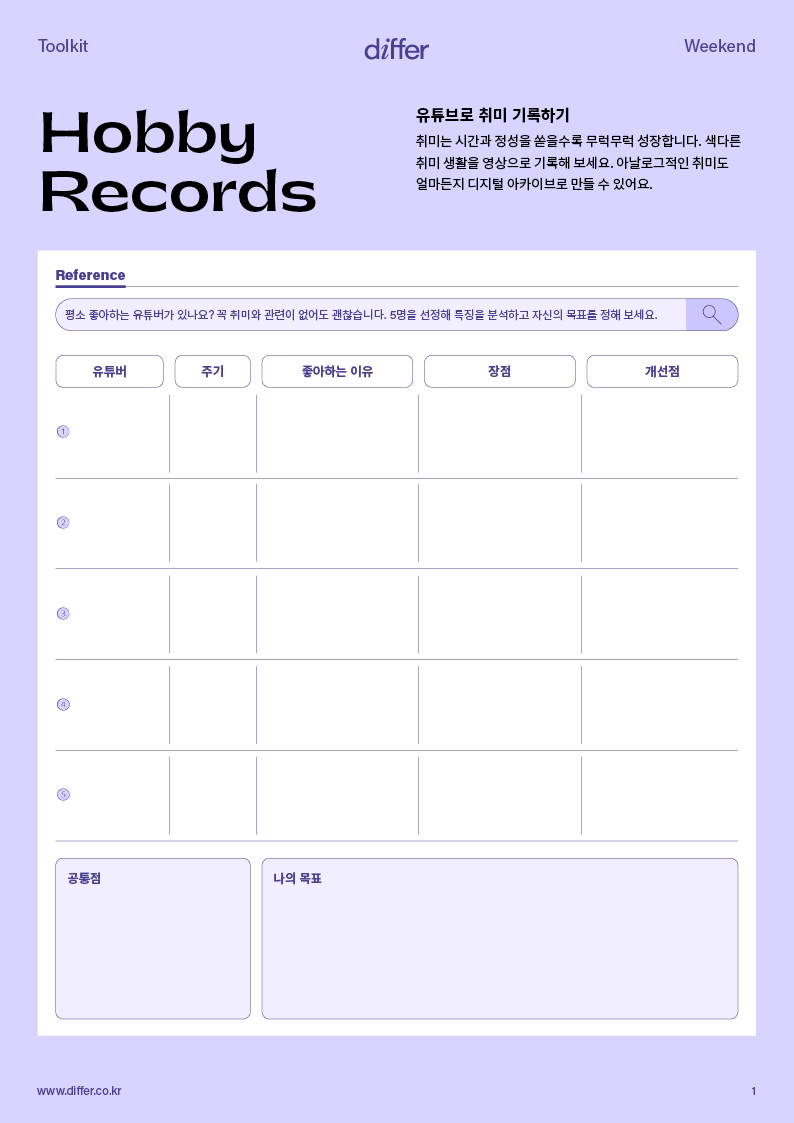 Toolkit
differ
Weekend
Hobby
Records
유튜브로 취미 기록하기
취미는 시간과 정성을 쏟을수록 무럭무럭 성장합니다. 색다른
취미 생활을 영상으로 기록해 보세요. 아날로그적인 취미도
얼마든지 디지털 아카이브로 만들 수 있어요.
Reference
평소 좋아하는 유튜버가 있나요? 꼭 취미와 관련이 없어도 괜찮습니다. 5명을 선정해 특징을 분석하고 자신의 목표를 정해 보세요.
유튜버 주기 좋아하는 이유 장점 개선점
1
2
3
4
5
공통점
나의 목표
www.differ.co.kr
1